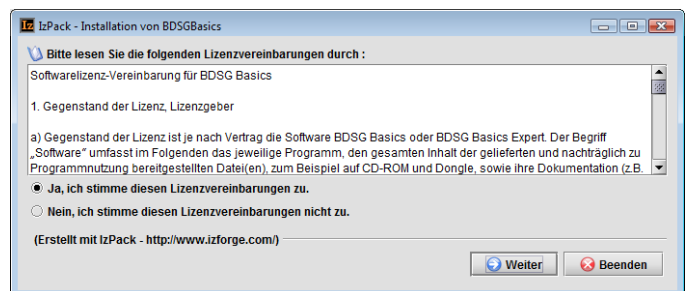 Iz IzPack - Installation von BDSGBasics
Bitte lesen Sie die folgenden Lizenzvereinbarungen durch :
Softwarelizenz-Vereinbarung für BDSG Basics
1. Gegenstand der Lizenz, Lizenzgeber
a) Gegenstand der Lizenz ist je nach Vertrag die Software BDSG Basics oder BDSG Basics Expert. Der Begriff
„Software“ umfasst im Folgenden das jeweilige Programm, den gesamten Inhalt der gelieferten und nachträglich zu
Programmnutzung bereitgestellten Datei(en), zum Beispiel auf CD-ROM und Dongle, sowie ihre Dokumentation (z.B.
Ja, ich stimme diesen Lizenzvereinbarungen zu.
Nein, ich stimme diesen Lizenzvereinbarungen nicht zu.
(Erstellt mit IzPack - http://www.izforge.com/)
Weiter Beenden